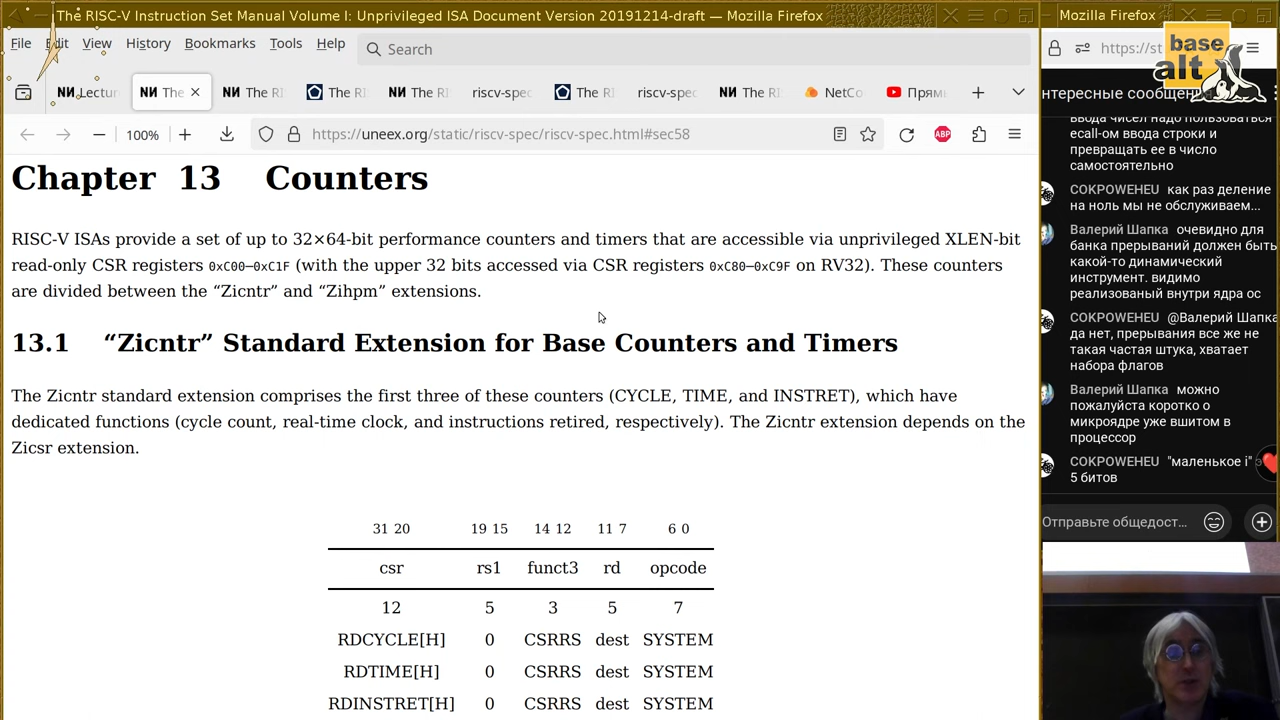 The RISC-V Instruction Set Manual Volume I: Unprivileged ISA Document Version 20191214-draft — Mozilla Firefox
Mozilla Firefox
File Edit View History Bookmarks Tools Help
Search
https://st
base
alt
Lectur
The
The RI
The RI
The RI
riscv-spec
The RI
riscv-spec
The RI
NetCo
Прямы
100%
https://uneex.org/static/riscv-spec/riscv-spec.html#sec58
ABP
Chapter 13 Counters
RISC-V ISAs provide a set of up to 32×64-bit performance counters and timers that are accessible via unprivileged XLEN-bit
read-only CSR registers 0xC00–0xC1F (with the upper 32 bits accessed via CSR registers 0xC80–0xC9F on RV32). These counters
are divided between the “Zicntr” and “Zihpm” extensions.
13.1 “Zicntr” Standard Extension for Base Counters and Timers
The Zicntr standard extension comprises the first three of these counters (CYCLE, TIME, and INSTRET), which have
dedicated functions (cycle count, real-time clock, and instructions retired, respectively). The Zicntr extension depends on the
Zicsr extension.
31 20 19 15 14 12 11 7 6 0
csr rs1 funct3 rd opcode
12 5 3 5 7
RDCYCLE[H] 0 CSRRS dest SYSTEM
RDTIME[H] 0 CSRRS dest SYSTEM
RDINSTRET[H] 0 CSRRS dest SYSTEM
нтересные сообщения
ввода чисел надо пользоваться
ecall-ом ввода строки и
превращать ее в число
самостоятельно
COKPOWEHEU как раз деление
на ноль мы не обслуживаем...
Валерий Шапка очевидно для
банка прерываний должен быть
какой-то динамический
инструмент. видимо
реализованый внутри ядра ос
COKPOWEHEU @Валерий Шапка
да нет, прерывания все же не
такая частая штука, хватает
набора флагов
Валерий Шапка можно
пожалуйста коротко о
микроядре уже вшитом в
процессор
COKPOWEHEU "маленькое i" э
5 битов
Отправьте общедост...